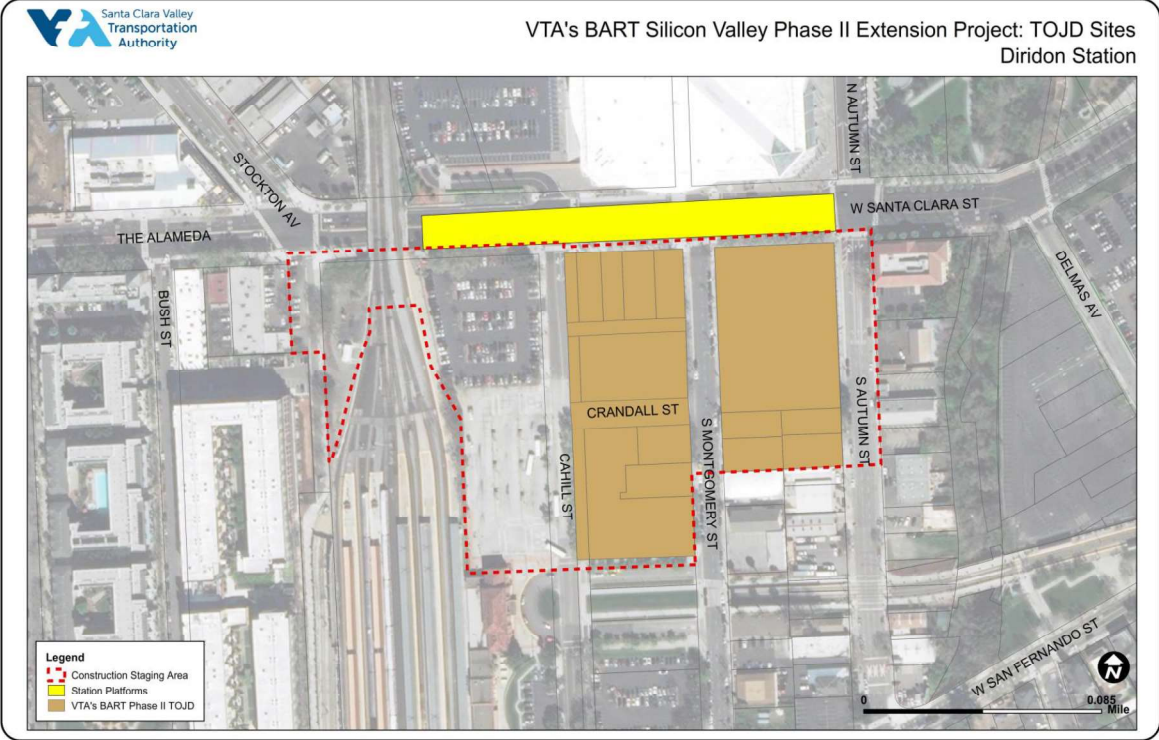 Santa Clara Valley
Transportation
Authority
VTA's BART Silicon Valley Phase II Extension Project: TOJD Sites
Diridon Station
N AUTUMN ST
STOCKTON AV
W SANTA CLARA ST
THE ALAMEDA
DELMAS AV
BUSH ST
CRANDALL ST
S AUTUMN ST
S MONTGOMERY ST
CAHILL ST
W SAN FERNANDO ST
Legend
Construction Staging Area
Station Platforms
VTA's BART Phase II TOJD
N
0
0.085
Mile